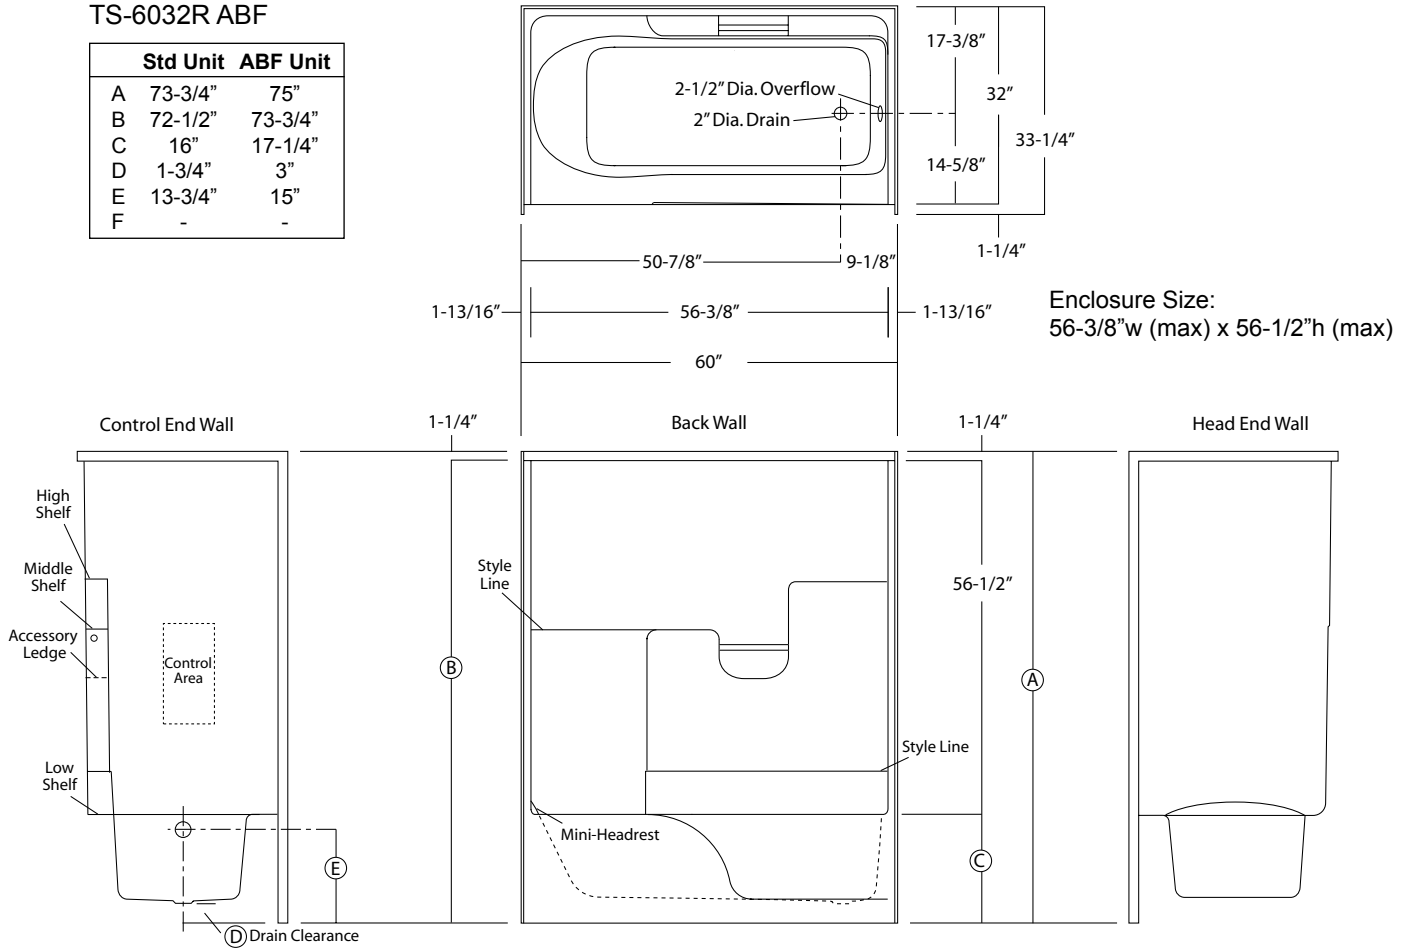 TS-6032R ABF
Std Unit ABF Unit
A 73-3/4” 75”
B 72-1/2” 73-3/4”
C 16” 17-1/4”
D 1-3/4” 3”
E 13-3/4” 15”
F - -
2-1/2” Dia. Overflow
2” Dia. Drain
17-3/8”
32”
33-1/4”
14-5/8”
1-1/4”
50-7/8”
9-1/8”
1-13/16”
56-3/8”
1-13/16”
60”
Enclosure Size:
56-3/8”w (max) x 56-1/2”h (max)
Control End Wall
1-1/4”
Back Wall
1-1/4”
Head End Wall
High
Shelf
Middle
Shelf
Accessory
Ledge
Control
Area
Low
Shelf
E
D Drain Clearance
B
Style
Line
Mini-Headrest
Style Line
56-1/2”
A
C